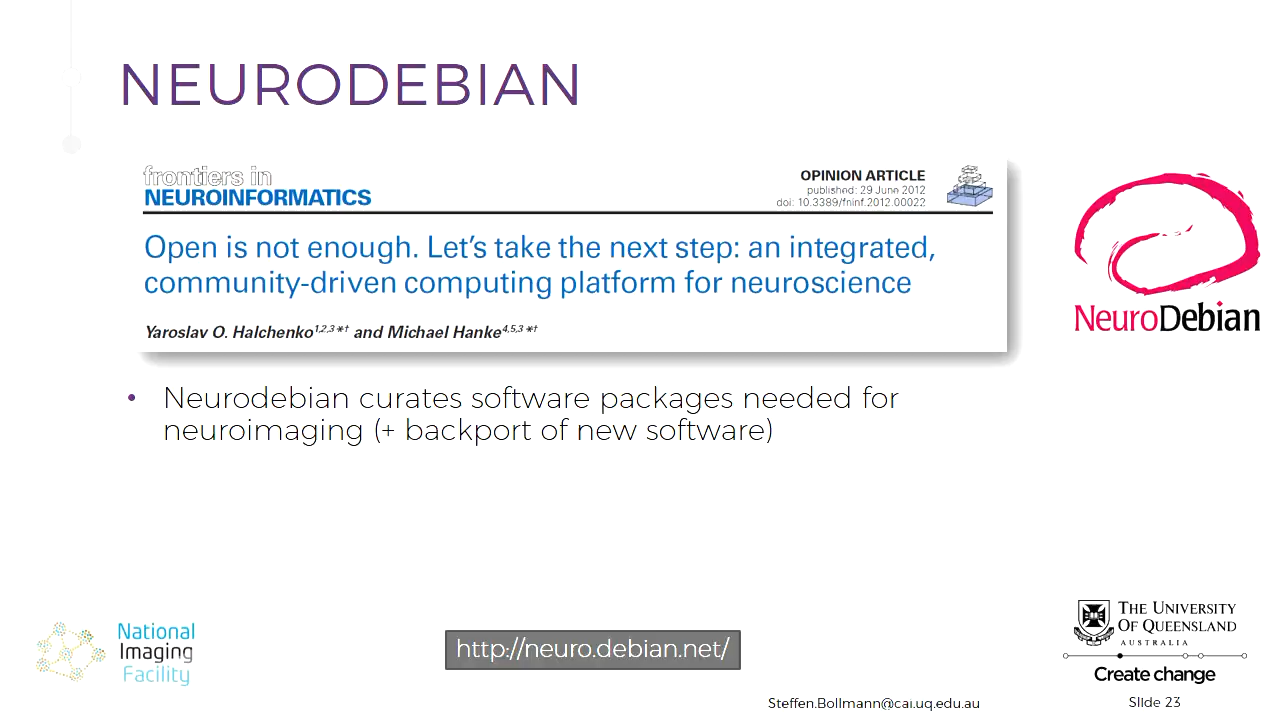 NEURODEBIAN
frontiers in
NEUROINFORMATICS
OPINION ARTICLE
published: 29 June 2012
doi: 10.3389/fninf.2012.00022
Open is not enough. Let's take the next step: an integrated,
community-driven computing platform for neuroscience
Yaroslav O. Halchenko1,2,3*† and Michael Hanke4,5,3*†
NeuroDebian
• Neurodebian curates software packages needed for
neuroimaging (+ backport of new software)
National
Imaging
Facility
http://neuro.debian.net/
THE UNIVERSITY
OF QUEENSLAND
AUSTRALIA
Create change
Steffen.Bollmann@cai.uq.edu.au
Slide 23